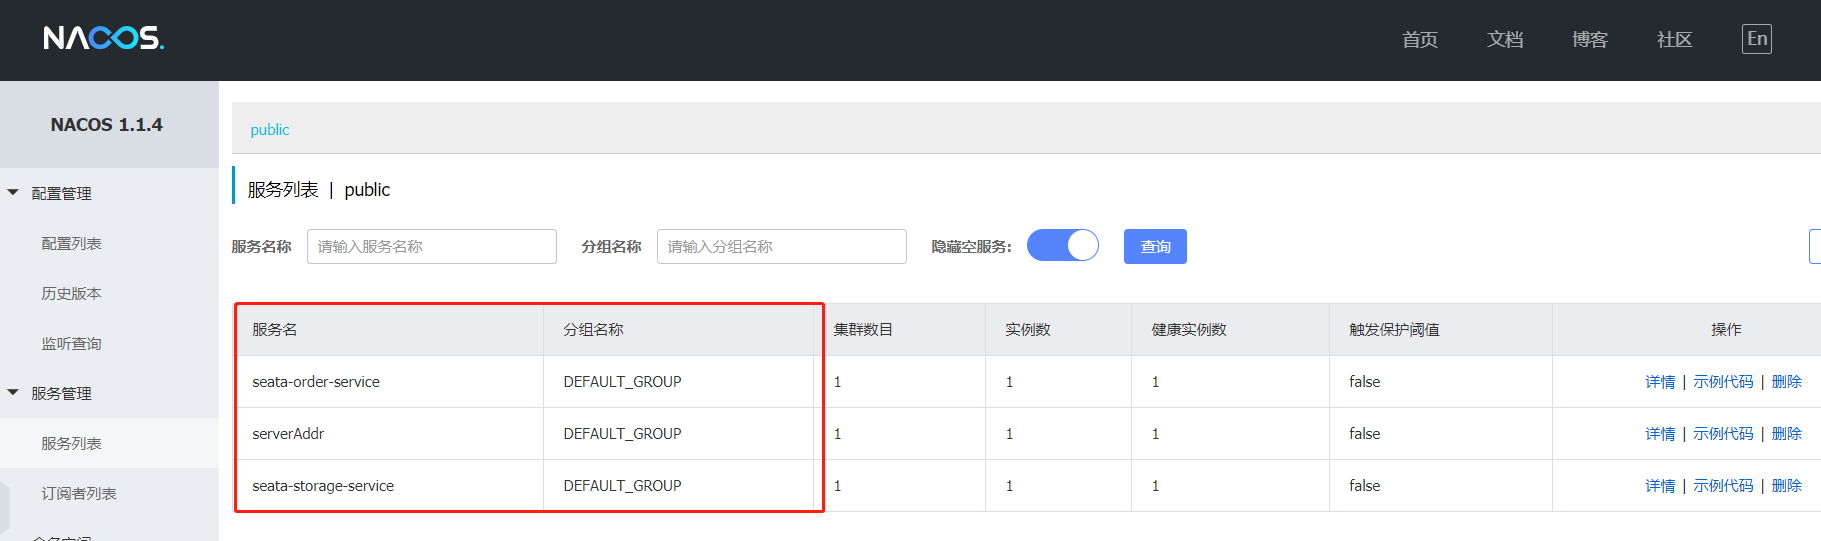 NACOS.
首页 文档 博客 社区 En
NACOS 1.1.4
public
配置管理
配置列表
历史版本
监听查询
服务管理
服务列表
订阅者列表
服务列表 | public
服务名称 请输入服务名称 分组名称 请输入分组名称 隐藏空服务: 查询
服务名 分组名称 集群数目 实例数 健康实例数 触发保护阈值 操作
seata-order-service DEFAULT_GROUP 1 1 1 false 详情 | 示例代码 | 删除
serverAddr DEFAULT_GROUP 1 1 1 false 详情 | 示例代码 | 删除
seata-storage-service DEFAULT_GROUP 1 1 1 false 详情 | 示例代码 | 删除